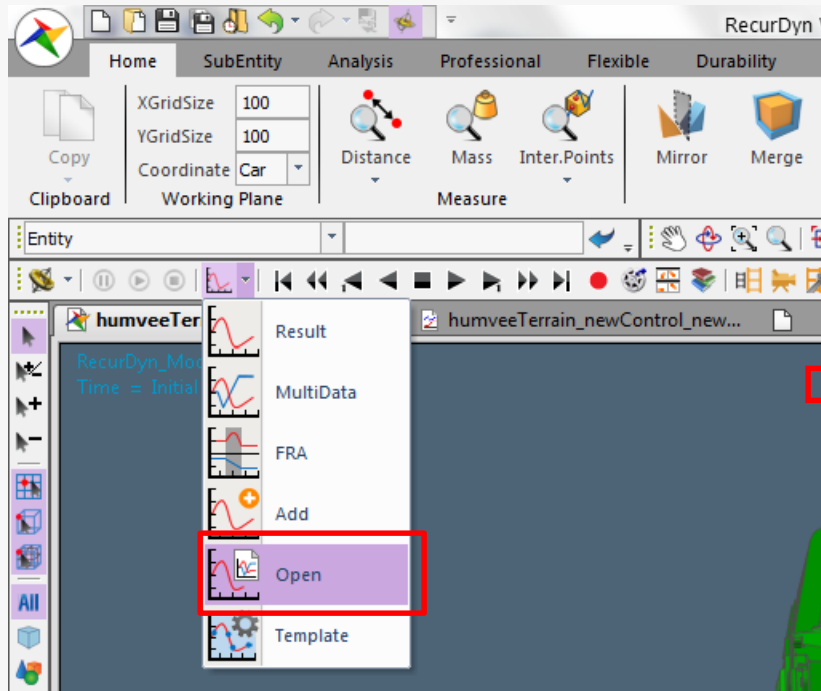 RecurDyn
Home SubEntity Analysis Professional Flexible Durability
XGridSize 100
YGridSize 100
Coordinate Car
Copy
Distance Mass Inter.Points Mirror Merge
Clipboard Working Plane Measure
Entity
humveeTer humveeTerrain_newControl_new...
RecurDyn_Mod
Time = Initial
Result
MultiData
FRA
Add
Open
Template
All